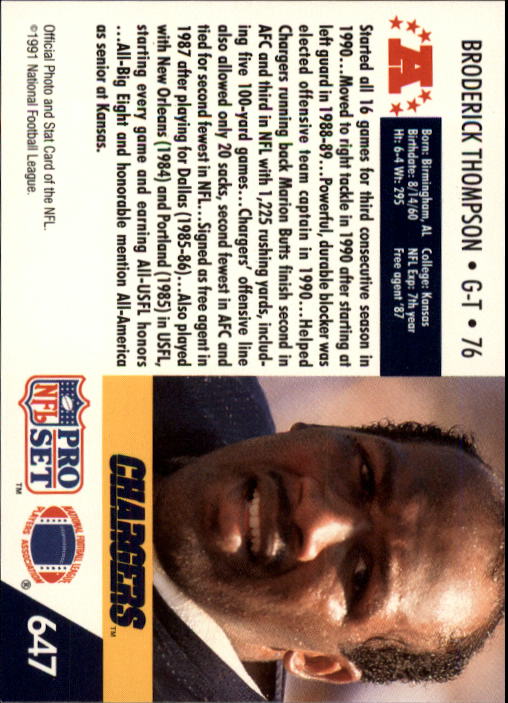 BRODERICK THOMPSON • G-T • 76
A
Born: Birmingham, AL College: Kansas
Birthdate: 8/14/60 NFL Exp: 7th year
Ht: 6-4 Wt: 295 Free agent '87
Started all 16 games for third consecutive season in
1990...Moved to right tackle in 1990 after starting at
left guard in 1988-89...Powerful, durable blocker was
elected offensive team captain in 1990...Helped
Chargers running back Marion Butts finish second in
AFC and third in NFL with 1,225 rushing yards, includ-
ing five 100-yard games...Chargers' offensive line
also allowed only 20 sacks, second fewest in AFC and
tied for second fewest in NFL...Signed as free agent in
1987 after playing for Dallas (1985-86)...Also played
with New Orleans (1984) and Portland (1985) in USFL,
starting every game and earning All-USFL honors
...All-Big Eight and honorable mention All-America
as senior at Kansas.
Official Photo and Stat Card of the NFL.
©1991 National Football League.
CHARGERS™
PRO
NFL SET™
NATIONAL FOOTBALL LEAGUE
PLAYERS ASSOCIATION®
647